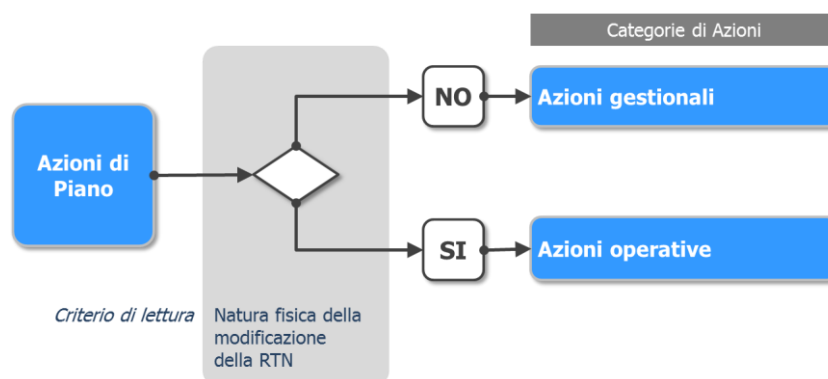 Categorie di Azioni
NO
Azioni gestionali
Azioni di
Piano
SI
Azioni operative
Criterio di lettura
Natura fisica della
modificazione
della RTN